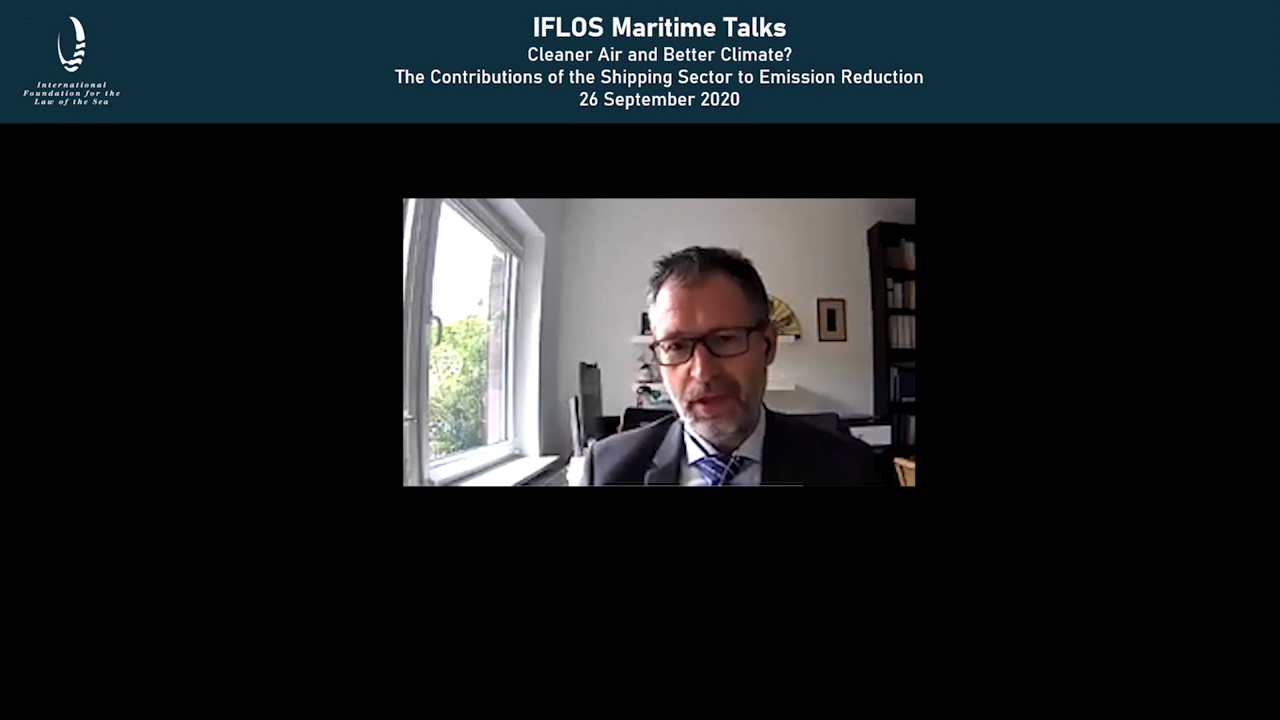 IFLOS Maritime Talks
Cleaner Air and Better Climate?
The Contributions of the Shipping Sector to Emission Reduction
26 September 2020
International
Foundation for the
Law of the Sea